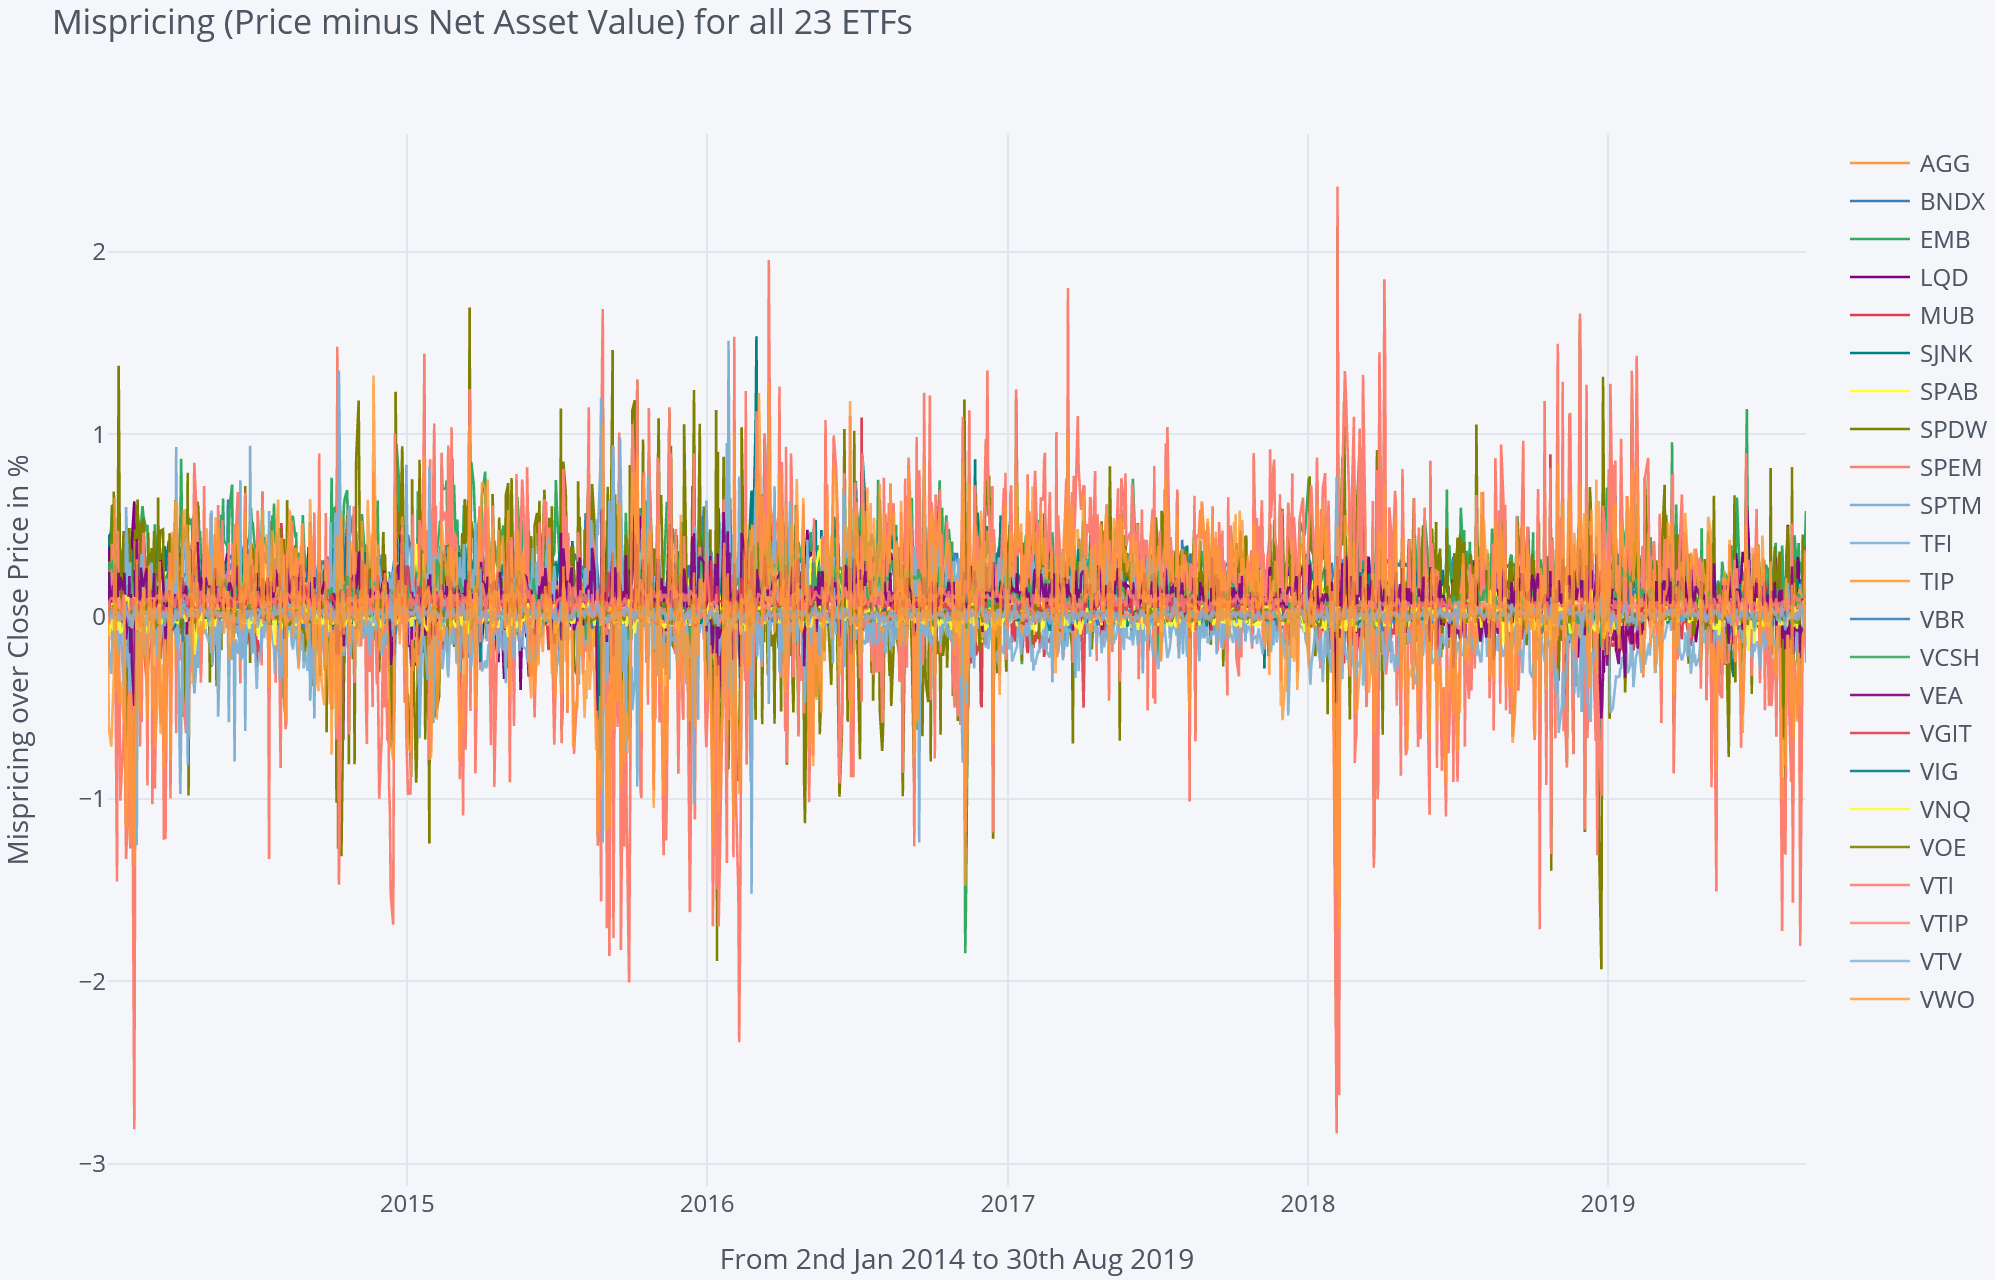 Mispricing (Price minus Net Asset Value) for all 23 ETFs
Mispricing over Close Price in %
2
1
0
−1
−2
−3
2015
2016
2017
2018
2019
From 2nd Jan 2014 to 30th Aug 2019
AGG
BNDX
EMB
LQD
MUB
SJNK
SPAB
SPDW
SPEM
SPTM
TFI
TIP
VBR
VCSH
VEA
VGIT
VIG
VNQ
VOE
VTI
VTIP
VTV
VWO